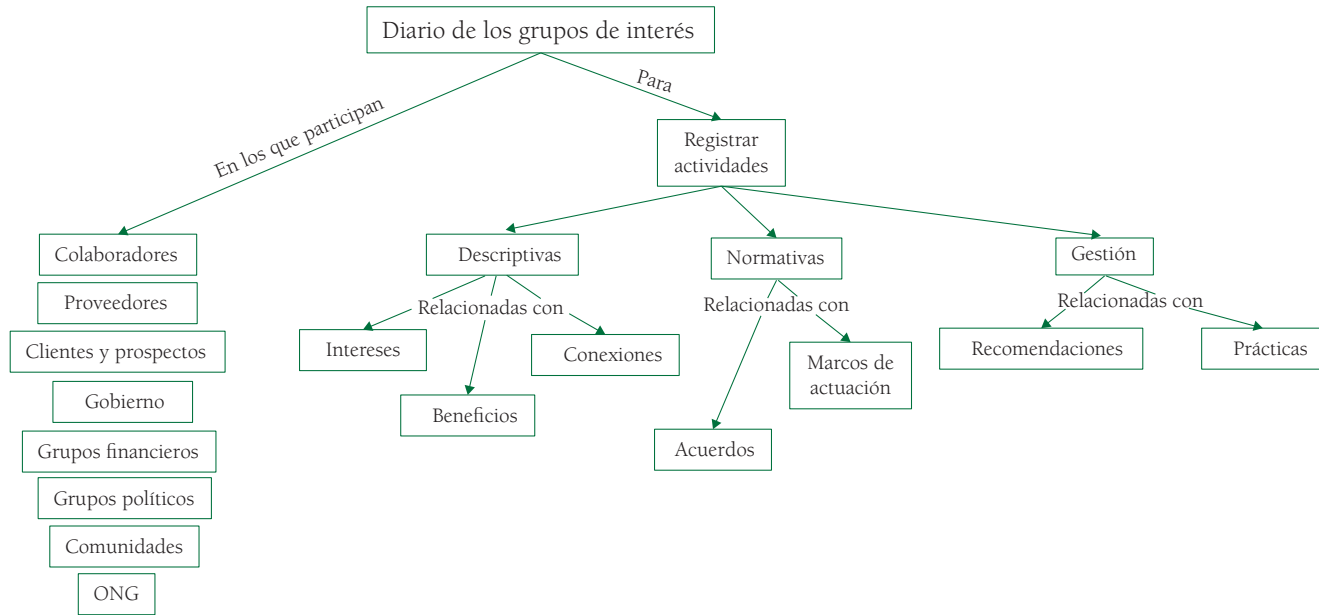 Diario de los grupos de interés
En los que participan
Para
Registrar
actividades
Colaboradores
Proveedores
Clientes y prospectos
Gobierno
Grupos financieros
Grupos políticos
Comunidades
ONG
Descriptivas
Relacionadas con
Intereses
Beneficios
Conexiones
Normativas
Relacionadas con
Acuerdos
Marcos de
actuación
Gestión
Relacionadas con
Recomendaciones
Prácticas